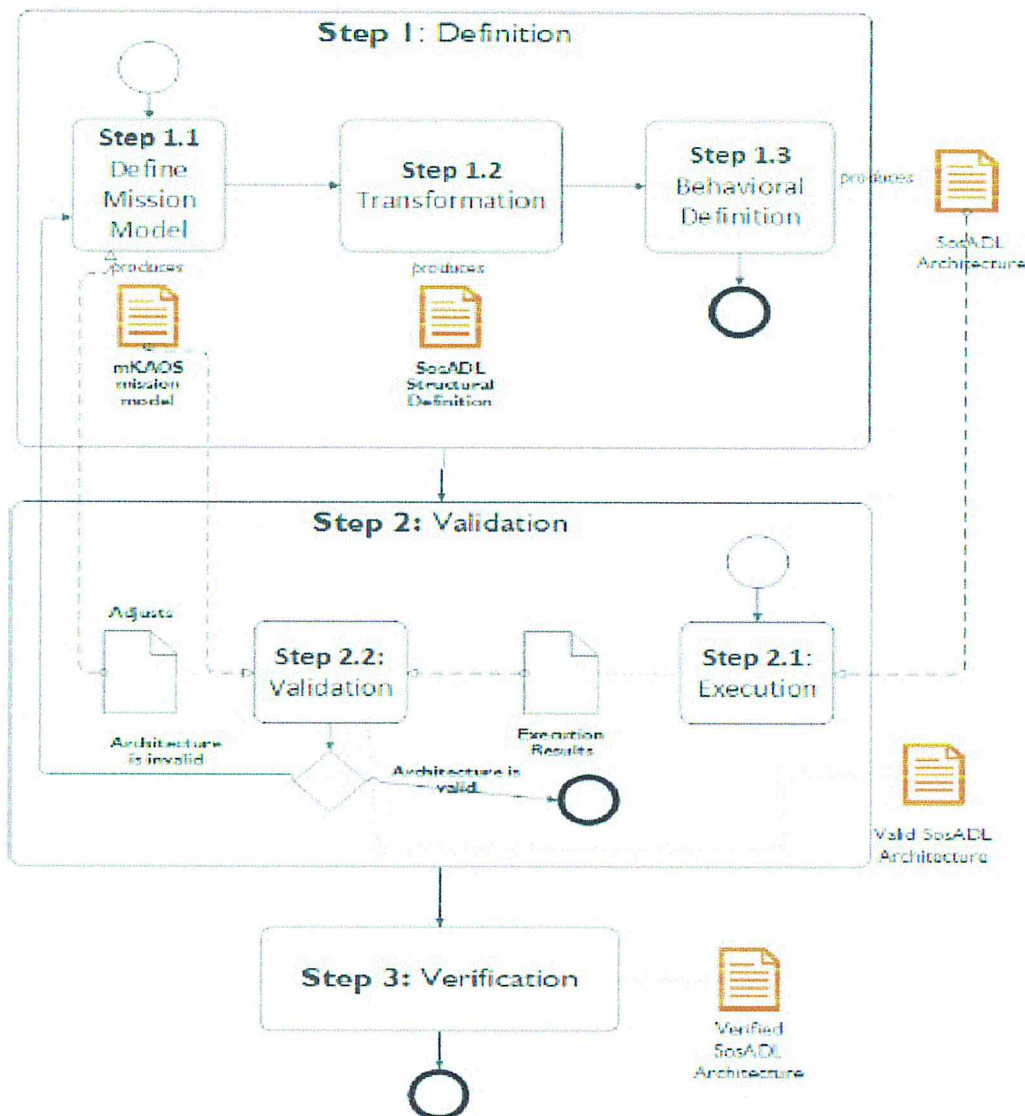 Step 1: Definition
Step 1.1
Define
Mission
Model
Step 1.2
Transformation
Step 1.3
Behavioral
Definition
produces
SosADL
Architecture
produces
mKAOS
mission
model
produces
SosADL
Structural
Definition
Step 2: Validation
Adjusts
Step 2.2:
Validation
Execution
Results
Step 2.1:
Execution
Architecture
is invalid
Architecture is
valid
Valid SosADL
Architecture
Step 3: Verification
Verified
SosADL
Architecture